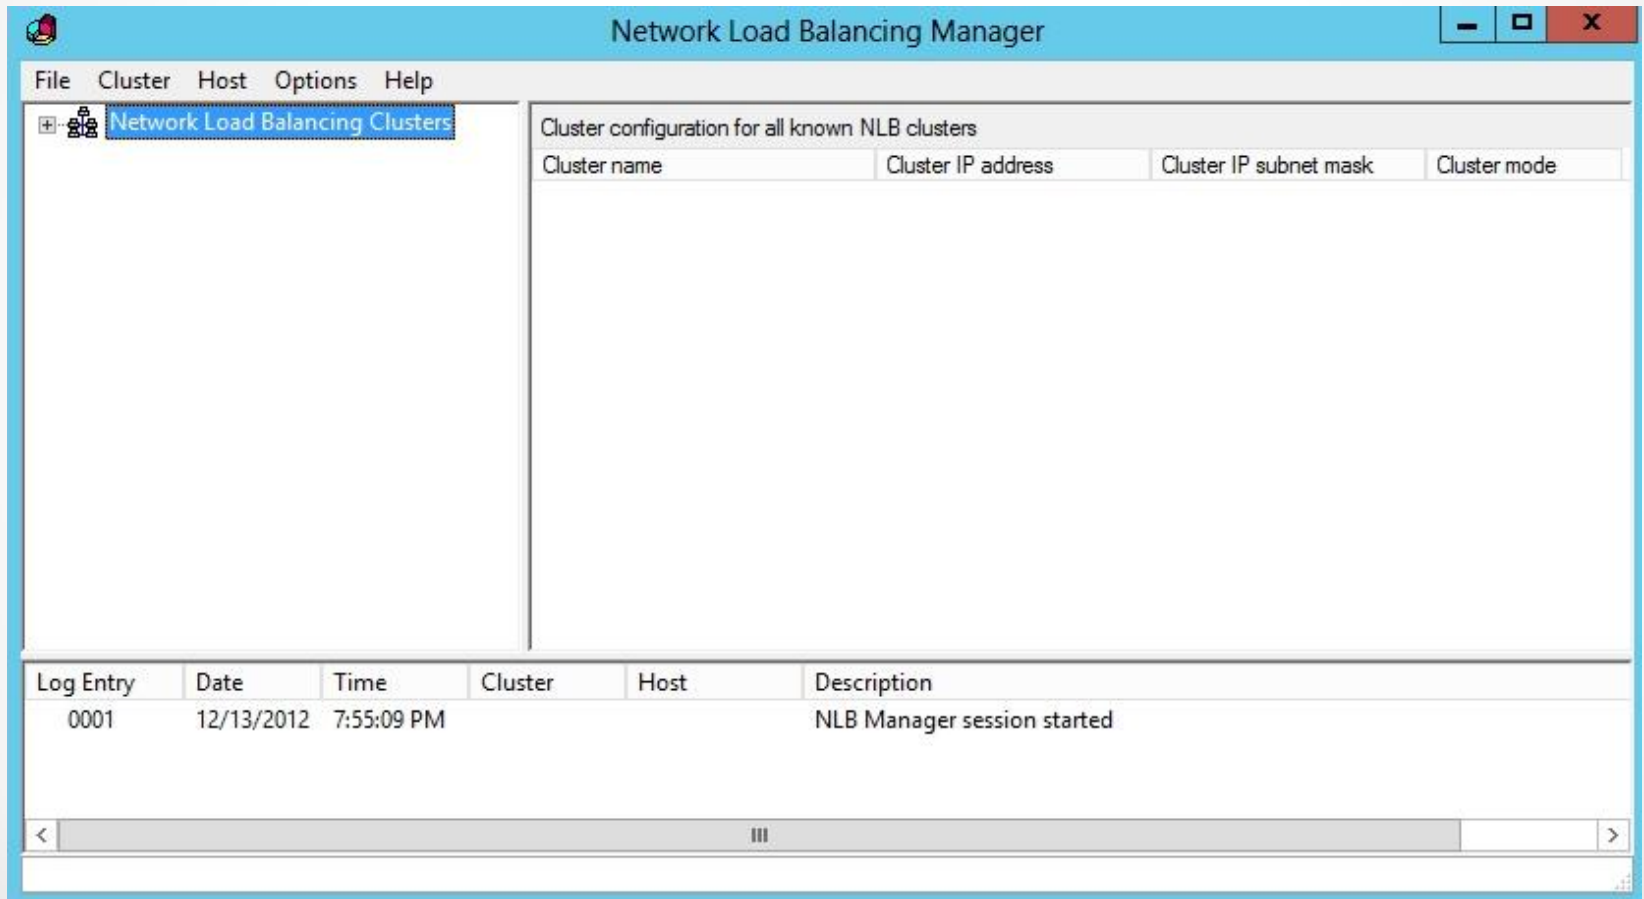 Network Load Balancing Manager
File Cluster Host Options Help
Network Load Balancing Clusters
Cluster configuration for all known NLB clusters
Cluster name Cluster IP address Cluster IP subnet mask Cluster mode
Log Entry Date Time Cluster Host Description
0001 12/13/2012 7:55:09 PM NLB Manager session started